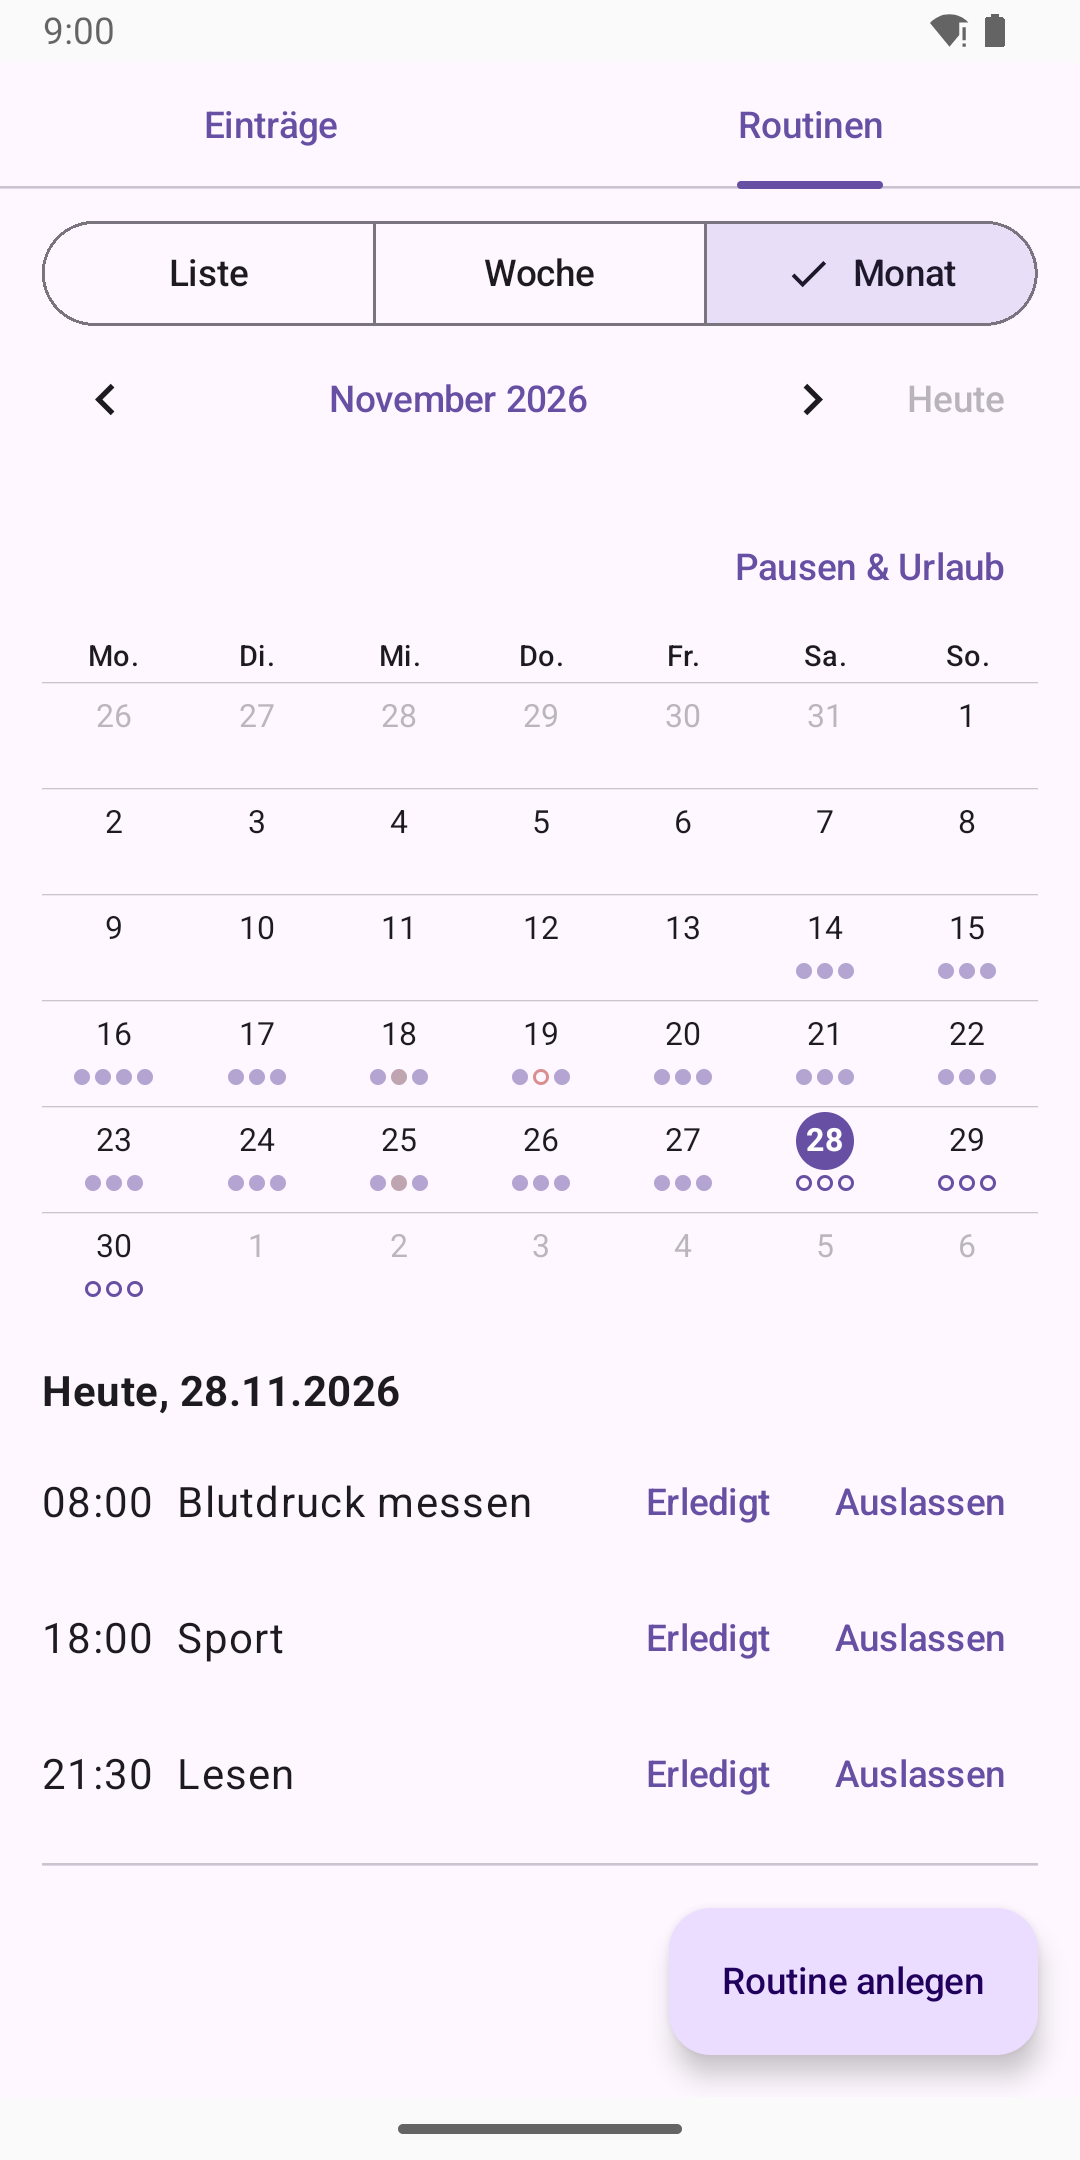 9:00
Einträge Routinen
Liste Woche Monat
November 2026 Heute
Pausen & Urlaub
Mo. Di. Mi. Do. Fr. Sa. So.
26 27 28 29 30 31 1
2 3 4 5 6 7 8
9 10 11 12 13 14 15
16 17 18 19 20 21 22
23 24 25 26 27 28 29
30 1 2 3 4 5 6
Heute, 28.11.2026
08:00 Blutdruck messen Erledigt Auslassen
18:00 Sport Erledigt Auslassen
21:30 Lesen Erledigt Auslassen
Routine anlegen